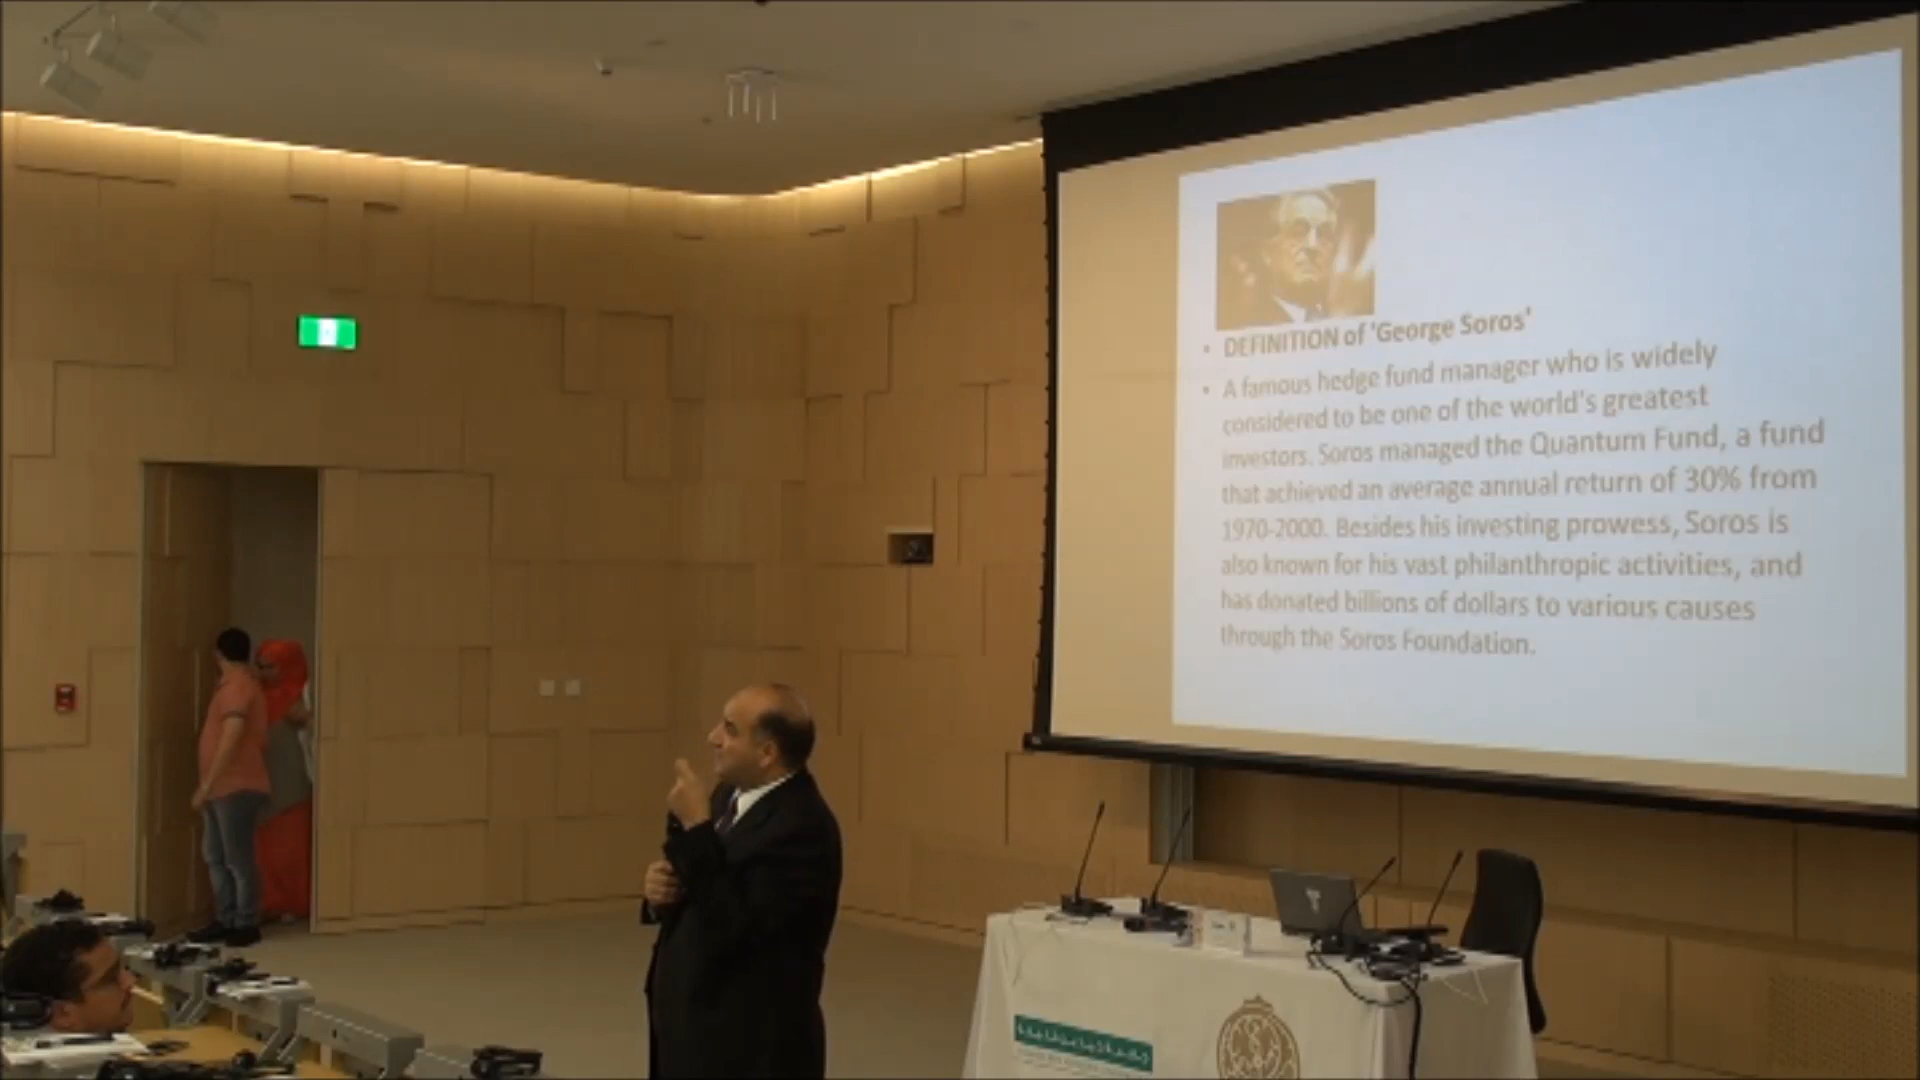 DEFINITION of 'George Soros'
A famous hedge fund manager who is widely
considered to be one of the world's greatest
investors. Soros managed the Quantum Fund, a fund
that achieved an average annual return of 30% from
1970-2000. Besides his investing prowess, Soros is
also known for his vast philanthropic activities, and
has donated billions of dollars to various causes
through the Soros Foundation.